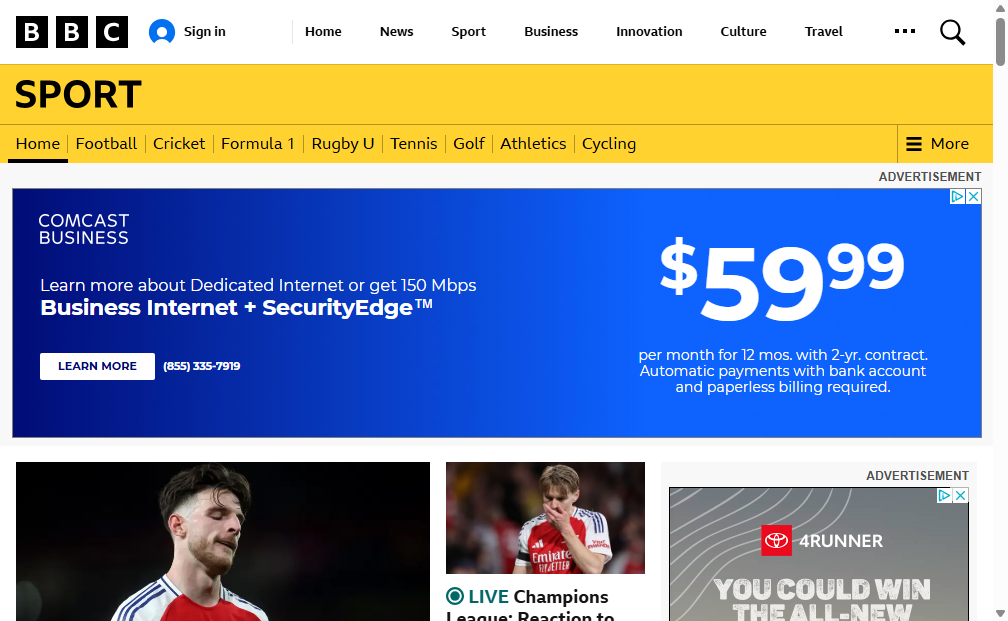 BBC
Sign in
Home
News
Sport
Business
Innovation
Culture
Travel
SPORT
Home
Football
Cricket
Formula 1
Rugby U
Tennis
Golf
Athletics
Cycling
More
ADVERTISEMENT
COMCAST
BUSINESS
Learn more about Dedicated Internet or get 150 Mbps
Business Internet + SecurityEdge™
LEARN MORE
(855) 335-7919
$5999
per month for 12 mos. with 2-yr. contract.
Automatic payments with bank account
and paperless billing required.
Emirates
LIVE Champions
League: Reaction to
ADVERTISEMENT
4RUNNER
YOU COULD WIN
THE ALL-NEW